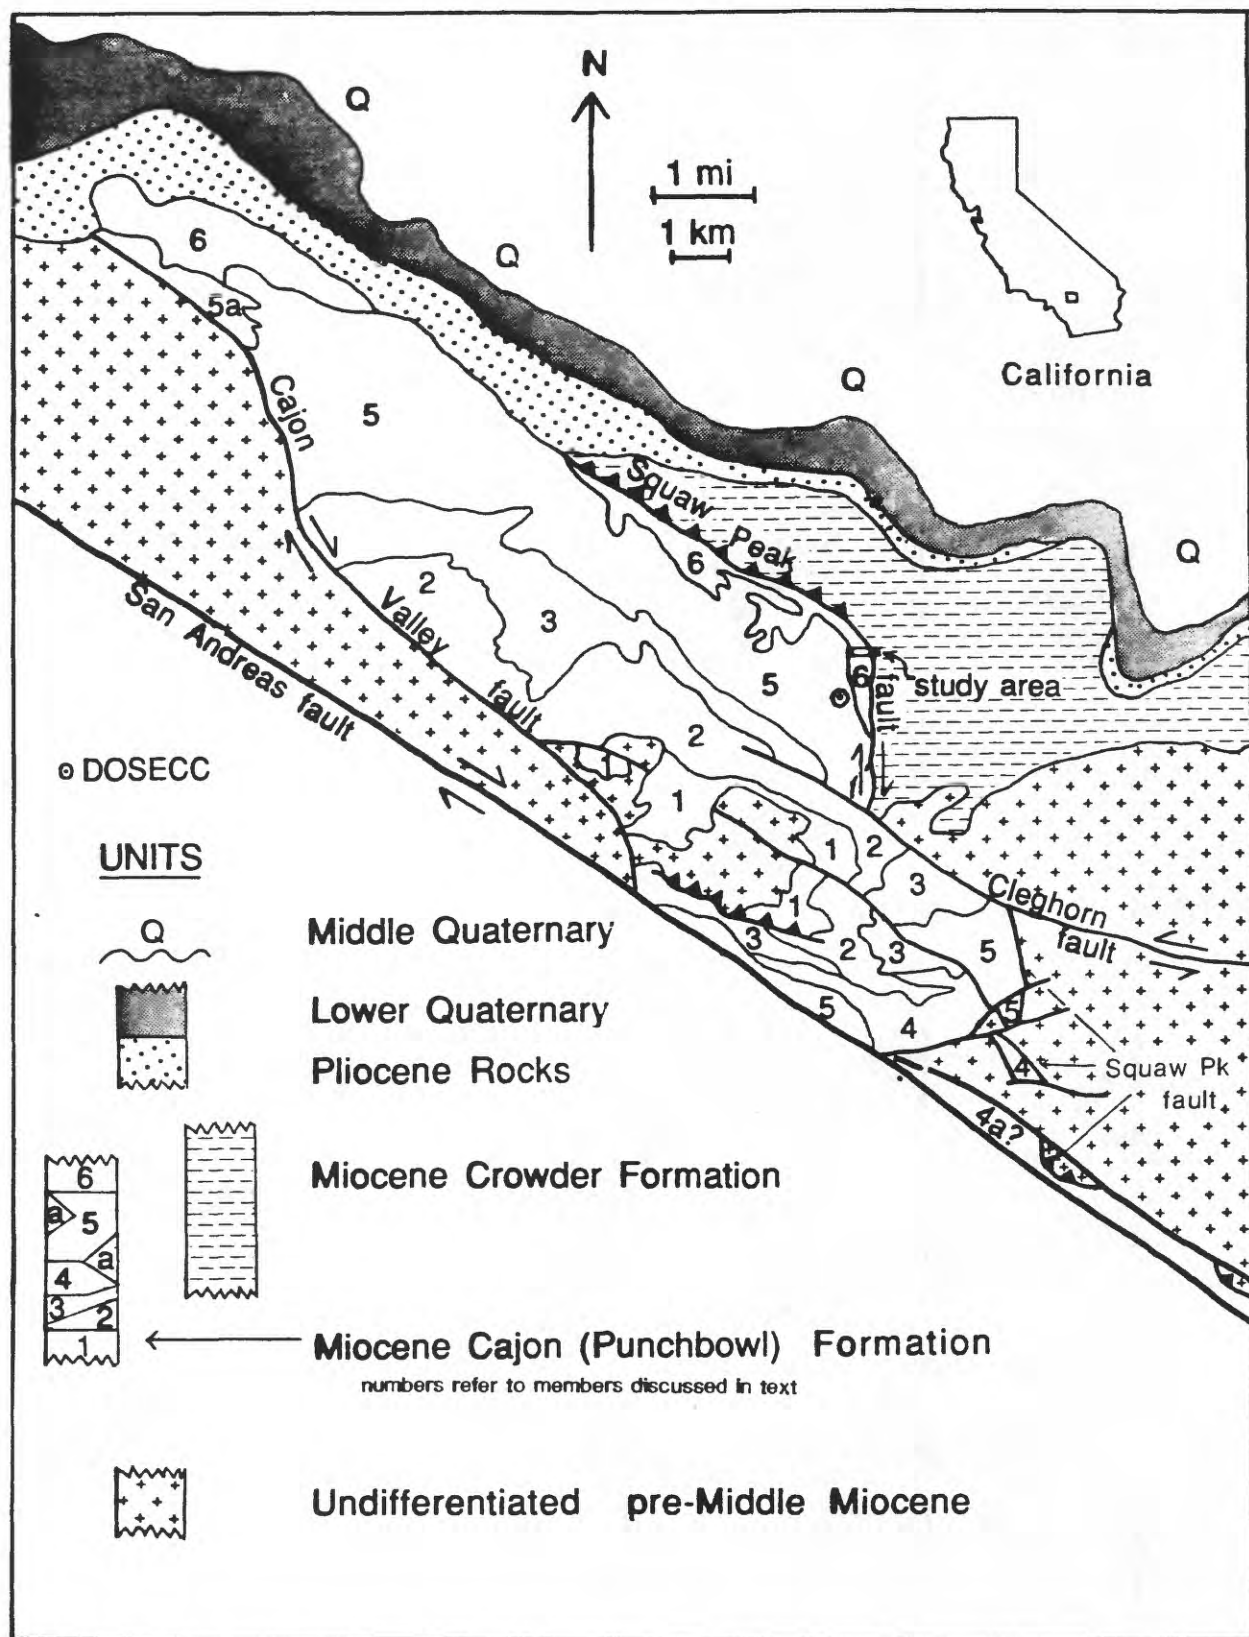 Q
N
1 mi
1 km
6
Q
5a
Cajon
5
California
Q
Squaw
Peak
6
Q
2
3
Valley
San Andreas fault
fault
5
6
fault
study area
2
DOSECC
1
1
2
3
Cleghorn
fault
1
3
2
3
5
5
4
5
4
Squaw Pk
fault
4a?
UNITS
Q
Middle Quaternary
Lower Quaternary
Pliocene Rocks
Miocene Crowder Formation
6
a
5
a
4
3
2
1
Miocene Cajon (Punchbowl) Formation
numbers refer to members discussed in text
Undifferentiated pre-Middle Miocene